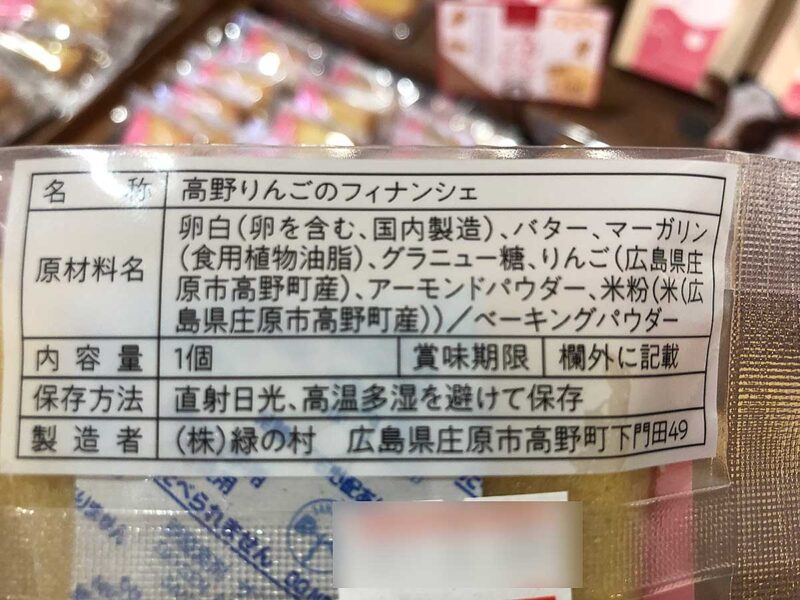 名称 高野りんごのフィナンシェ
原材料名 卵白(卵を含む、国内製造)、バター、マーガリン
(食用植物油脂)、グラニュー糖、りんご(広島県庄
原市高野町産)、アーモンドパウダー、米粉(米(広
島県庄原市高野町産))／ベーキングパウダー
内容量 1個 賞味期限 欄外に記載
保存方法 直射日光、高温多湿を避けて保存
製造者 (株)緑の村 広島県庄原市高野町下門田49
べられません